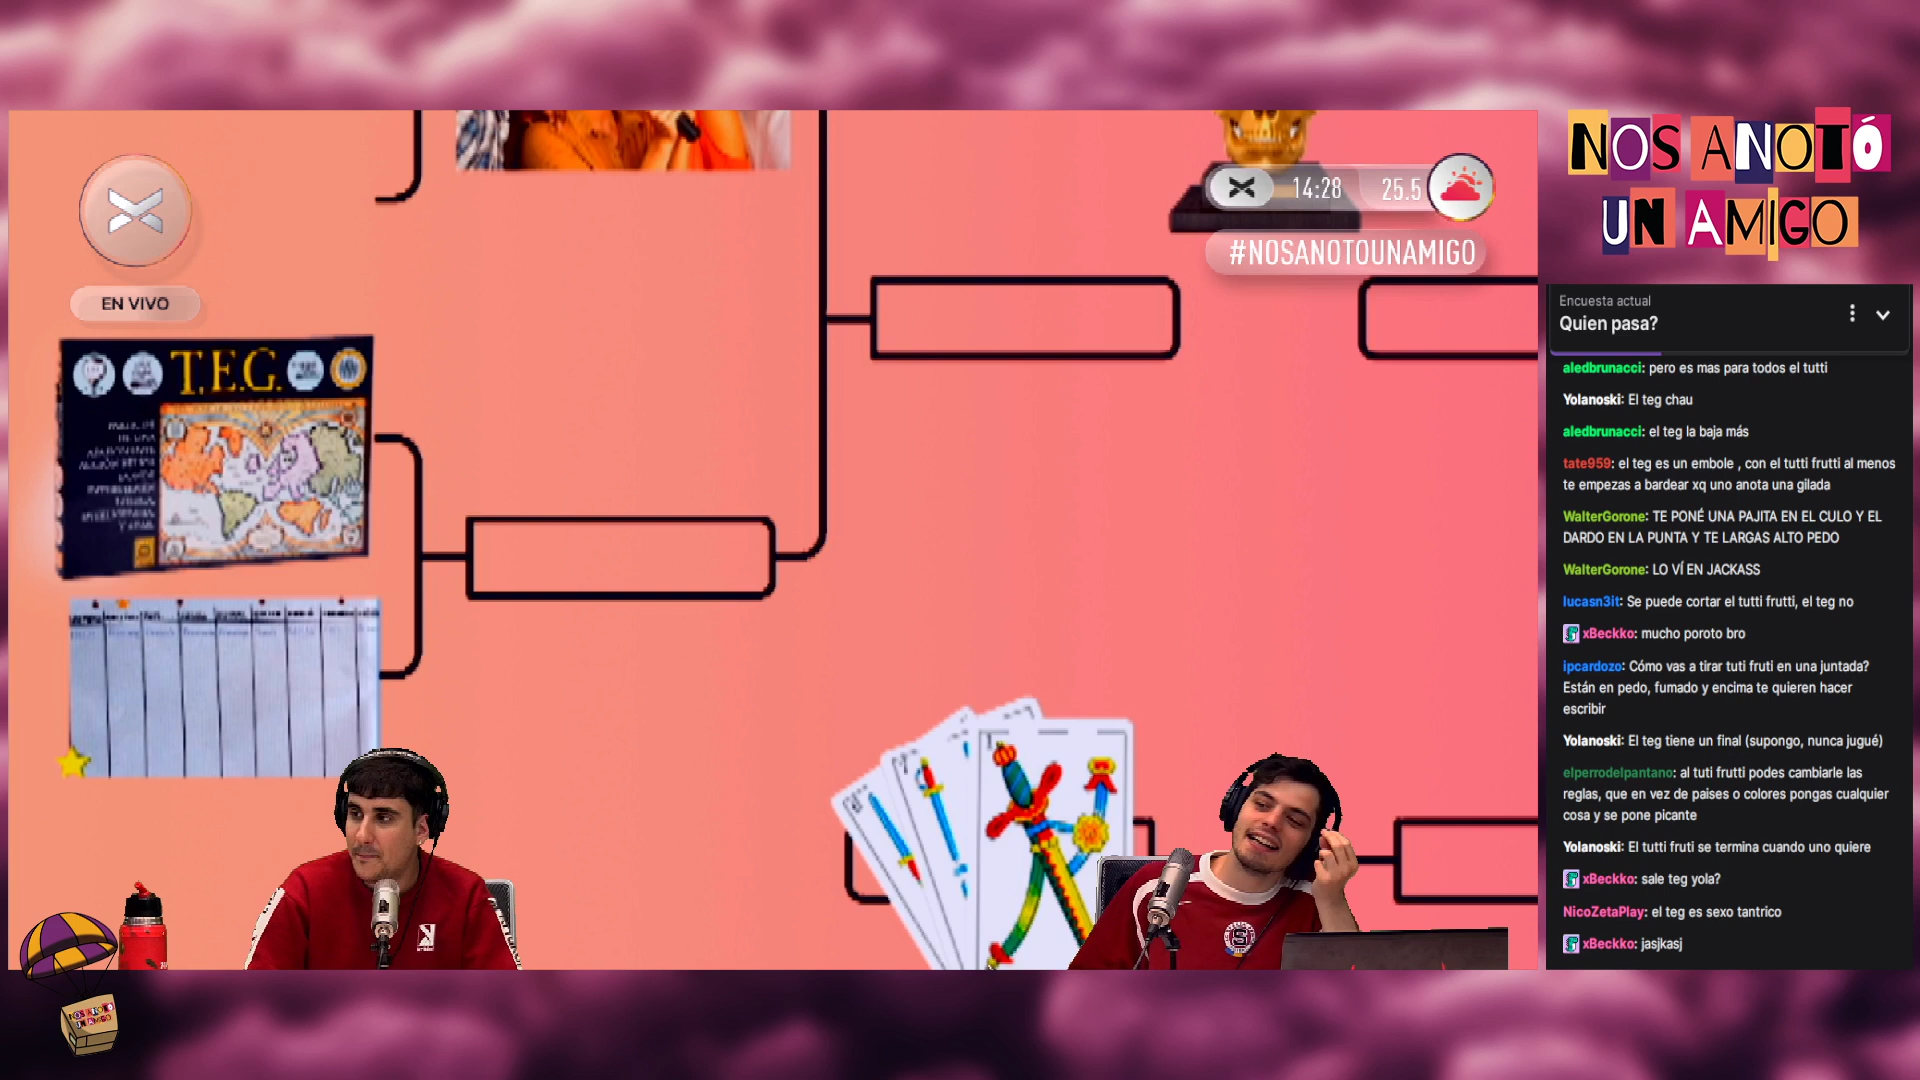 NOS ANOTÓ
UN AMIGO
14:28
25.5
#NOSANOTOUNAMIGO
EN VIVO
T.E.G.
Encuesta actual
Quien pasa?
aledbrunacci: pero es mas para todos el tutti
Yolanoski: El teg chau
aledbrunacci: el teg la baja más
tate959: el teg es un embole , con el tutti frutti al menos
te empezas a bardear xq uno anota una gilada
WalterGorone: TE PONÉ UNA PAJITA EN EL CULO Y EL
DARDO EN LA PUNTA Y TE LARGAS ALTO PEDO
WalterGorone: LO VÍ EN JACKASS
lucasn3it: Se puede cortar el tutti frutti, el teg no
xBeckko: mucho poroto bro
ipcardozo: Cómo vas a tirar tuti fruti en una juntada?
Están en pedo, fumado y encima te quieren hacer
escribir
Yolanoski: El teg tiene un final (supongo, nunca jugué)
elperrodelpantano: al tuti frutti podes cambiarle las
reglas, que en vez de paises o colores pongas cualquier
cosa y se pone picante
Yolanoski: El tutti fruti se termina cuando uno quiere
xBeckko: sale teg yola?
NicoZetaPlay: el teg es sexo tantrico
xBeckko: jasjkasj
NOS ANOTÓ
UN AMIGO